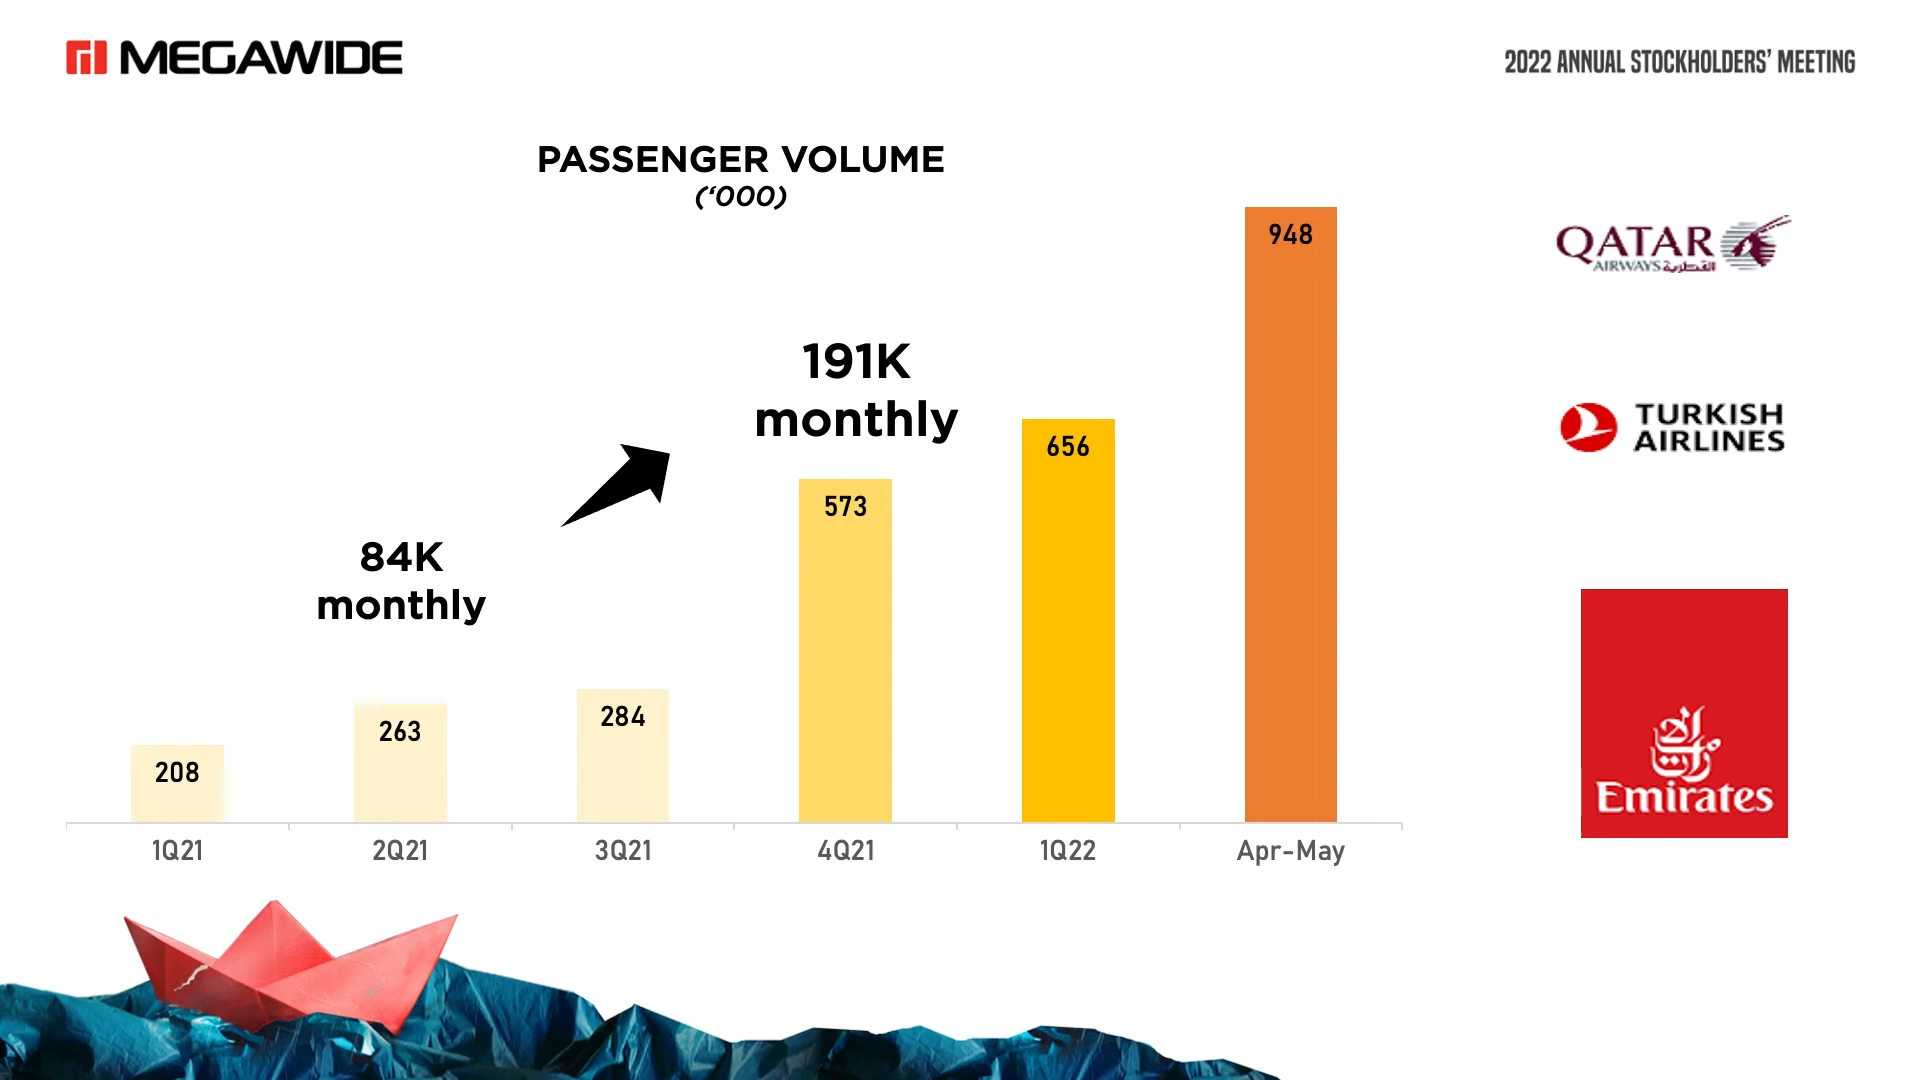 MEGAWIDE
2022 ANNUAL STOCKHOLDERS’ MEETING
PASSENGER VOLUME
(‘000)
948
191K
monthly
656
573
84K
monthly
284
263
208
1Q21
2Q21
3Q21
4Q21
1Q22
Apr-May
QATAR
AIRWAYS القطرية
TURKISH
AIRLINES
Emirates